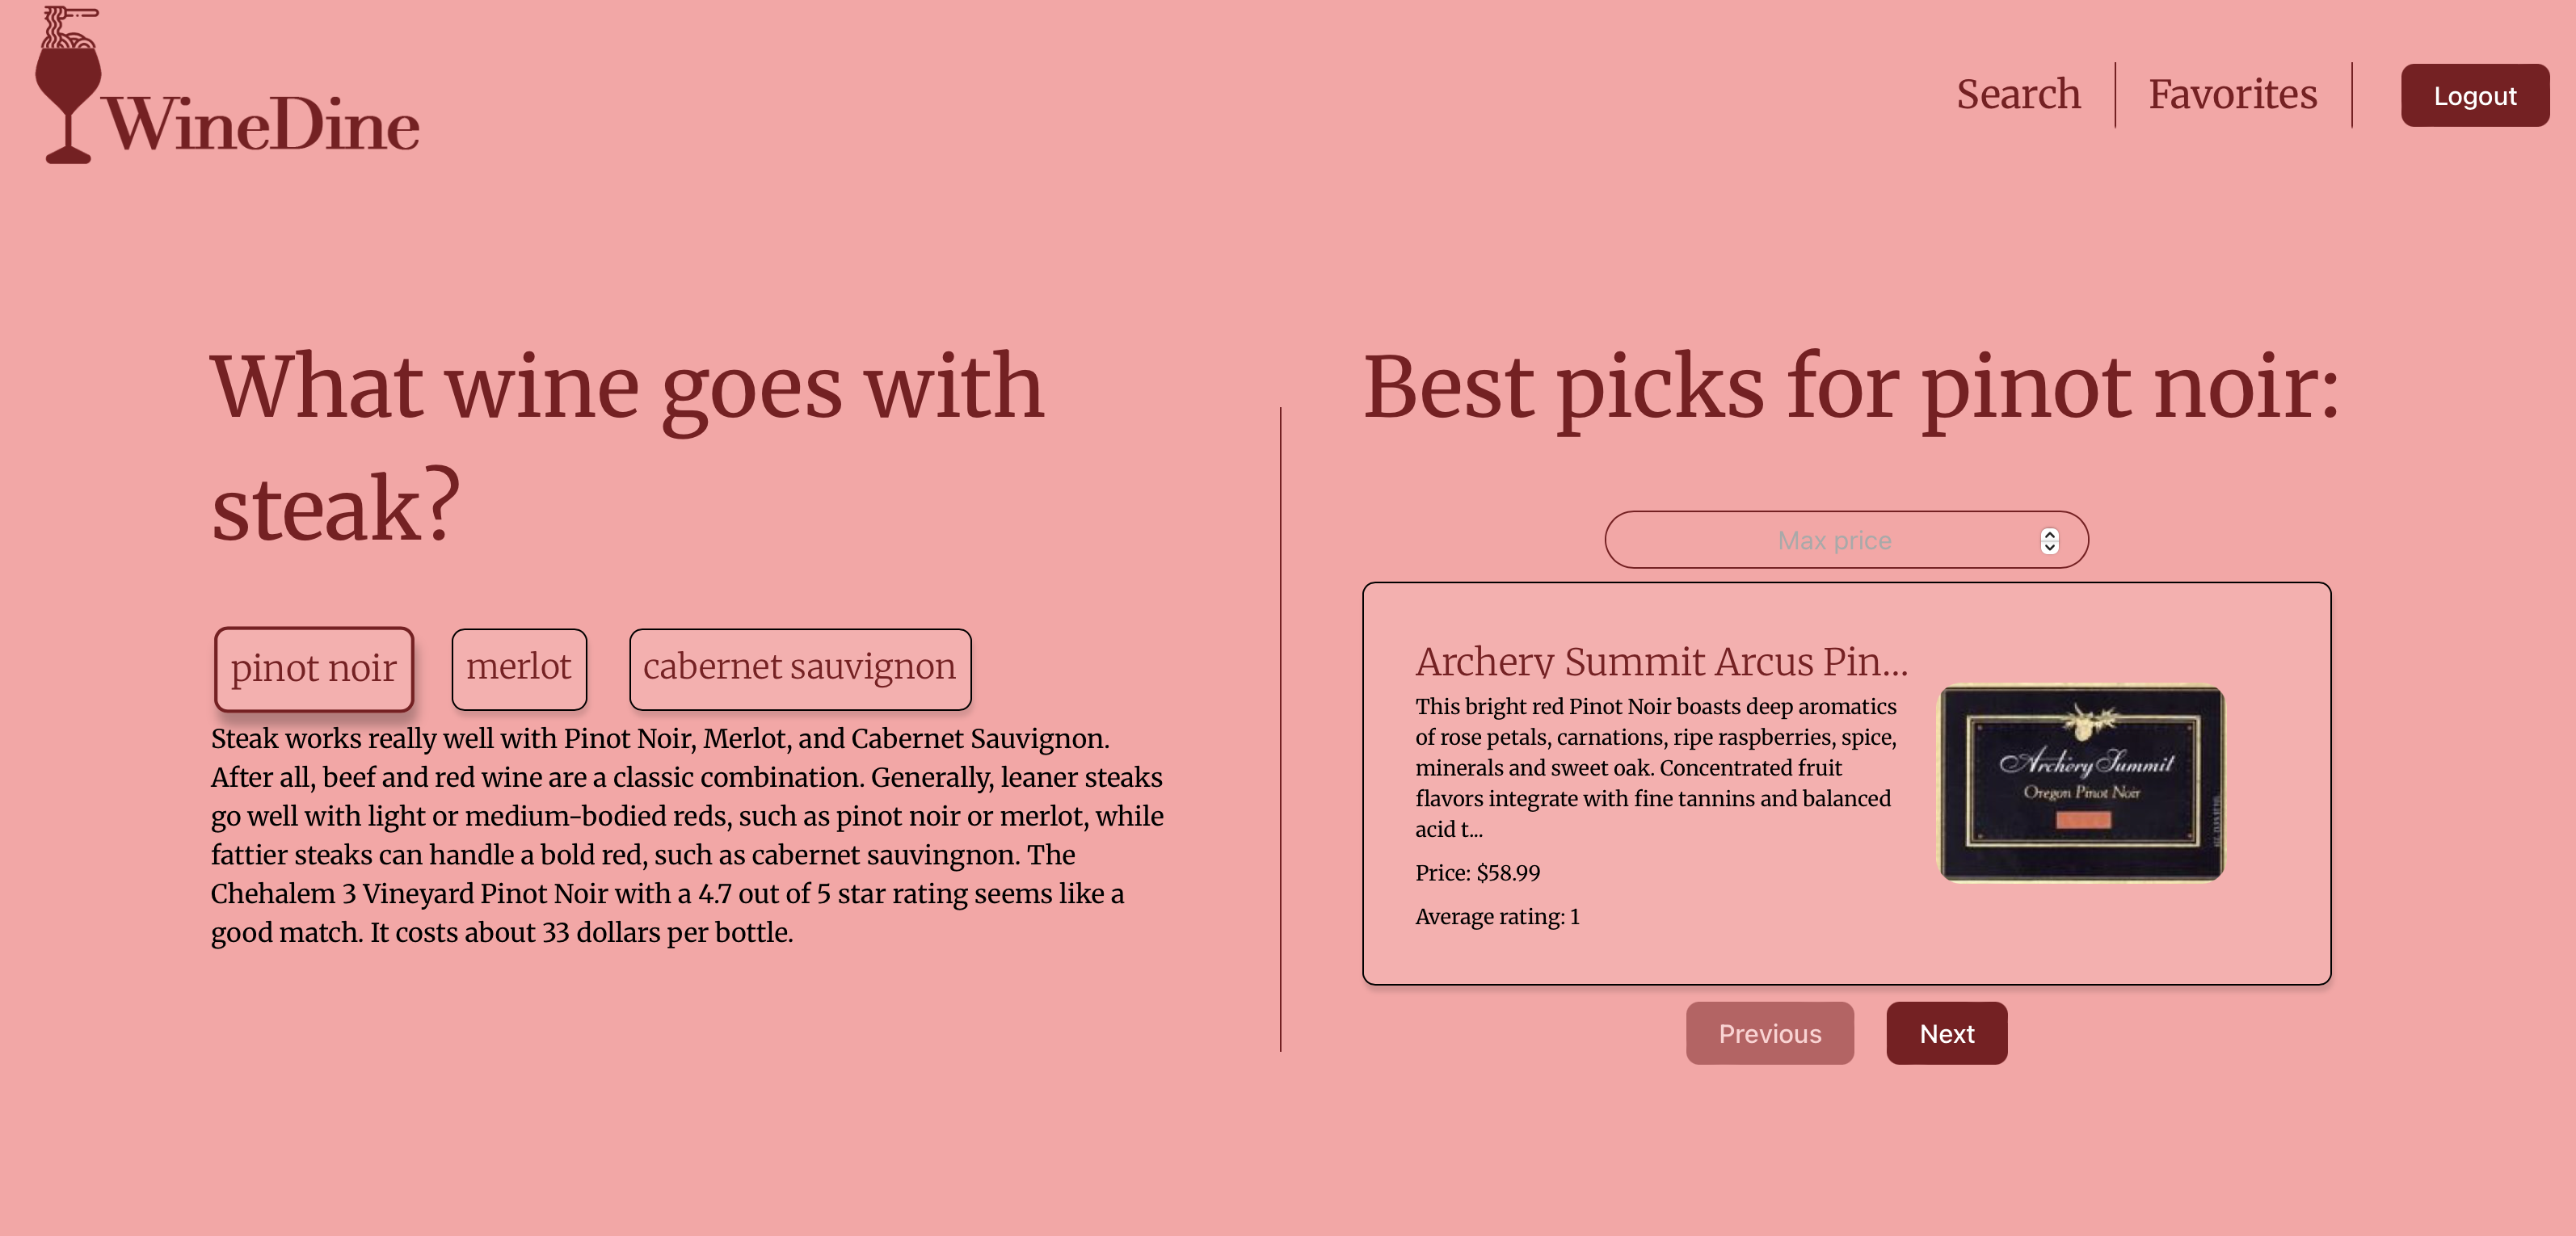 WineDine
Search
Favorites
Logout
What wine goes with
steak?
pinot noir
merlot
cabernet sauvignon
Steak works really well with Pinot Noir, Merlot, and Cabernet Sauvignon.
After all, beef and red wine are a classic combination. Generally, leaner steaks
go well with light or medium-bodied reds, such as pinot noir or merlot, while
fattier steaks can handle a bold red, such as cabernet sauvingnon. The
Chehalem 3 Vineyard Pinot Noir with a 4.7 out of 5 star rating seems like a
good match. It costs about 33 dollars per bottle.
Best picks for pinot noir:
Max price
Archery Summit Arcus Pin...
This bright red Pinot Noir boasts deep aromatics
of rose petals, carnations, ripe raspberries, spice,
minerals and sweet oak. Concentrated fruit
flavors integrate with fine tannins and balanced
acid t...
Price: $58.99
Average rating: 1
Archery Summit
Oregon Pinot Noir
Previous
Next